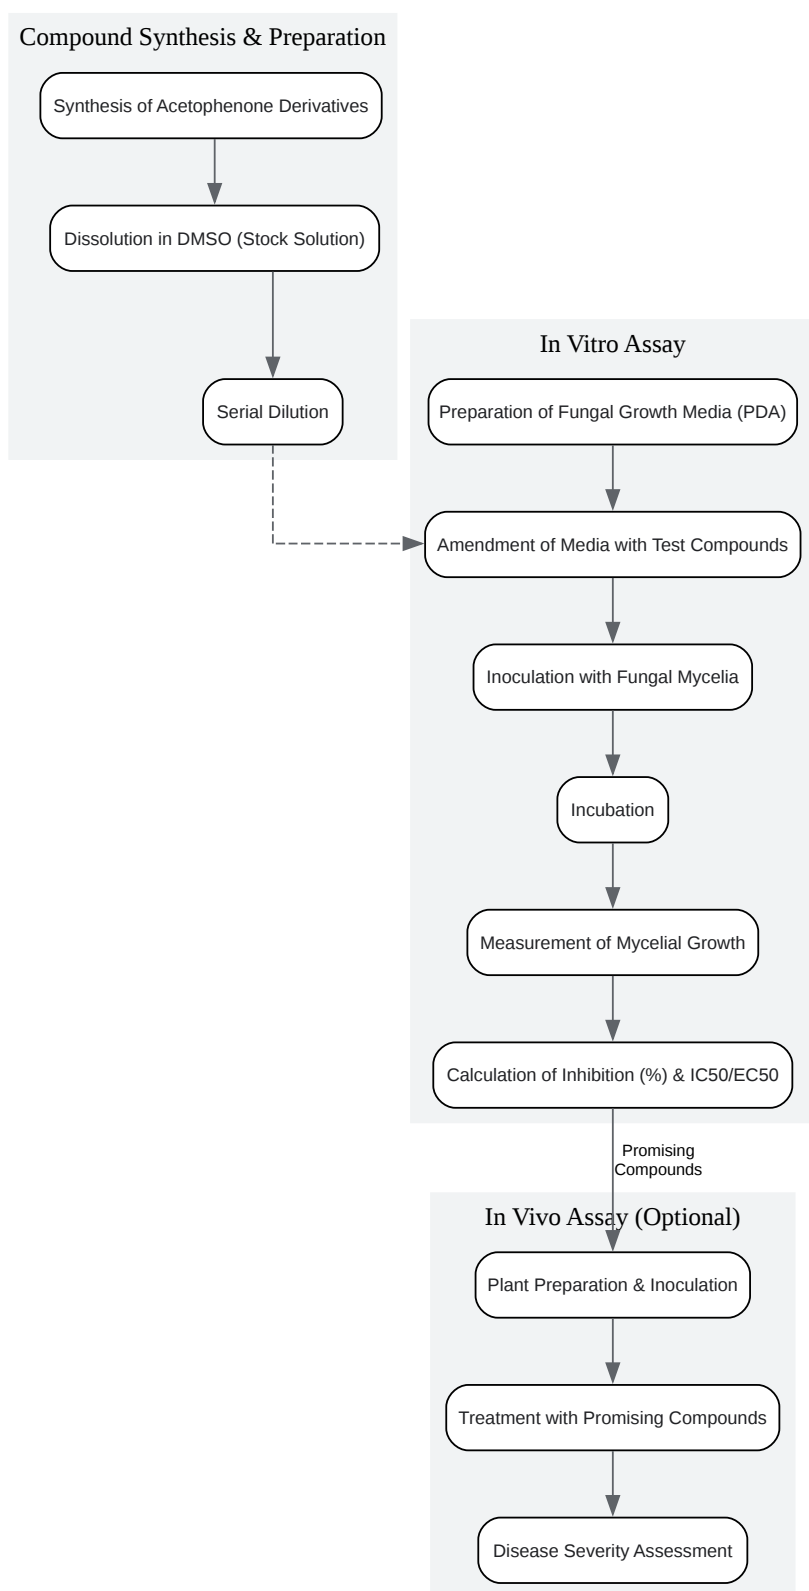 Compound Synthesis & Preparation
Synthesis of Acetophenone Derivatives
Dissolution in DMSO (Stock Solution)
Serial Dilution
In Vitro Assay
Preparation of Fungal Growth Media (PDA)
Amendment of Media with Test Compounds
Inoculation with Fungal Mycelia
Incubation
Measurement of Mycelial Growth
Calculation of Inhibition (%) & IC50/EC50
Promising
Compounds
In Vivo Assay (Optional)
Plant Preparation & Inoculation
Treatment with Promising Compounds
Disease Severity Assessment